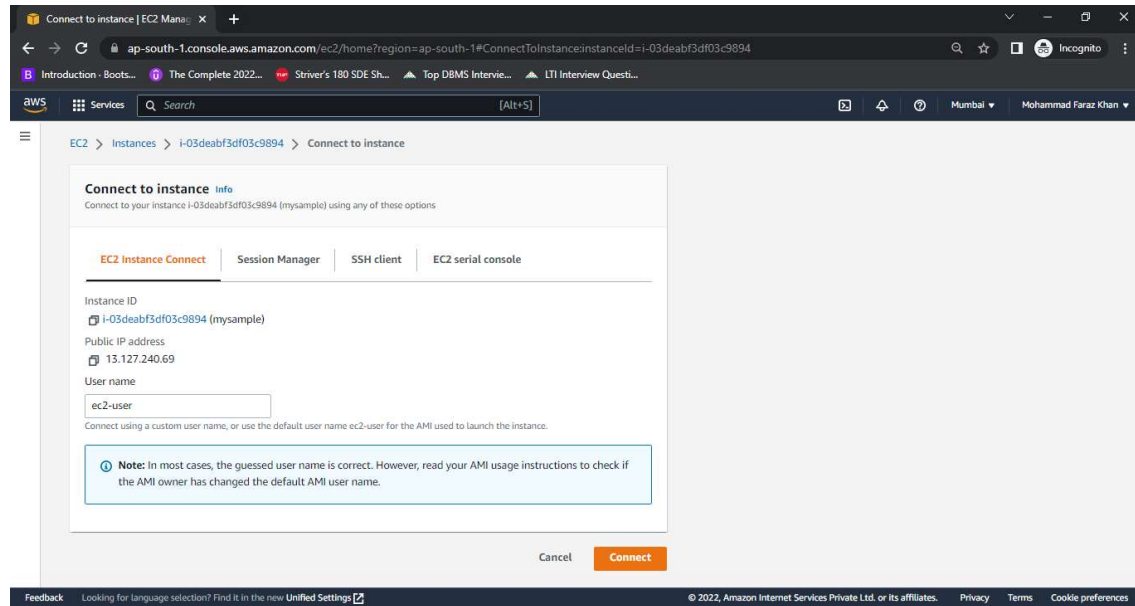 Connect to instance | EC2 Manag
ap-south-1.console.aws.amazon.com/ec2/home?region=ap-south-1#ConnectToInstance:instanceId=i-03deabf3df03c9894
Incognito
B Introduction - Boots... The Complete 2022... Striver's 180 SDE Sh... Top DBMS Intervie... LTI Interview Questi...
aws Services Search [Alt+S] Mumbai Mohammad Faraz Khan
EC2 > Instances > i-03deabf3df03c9894 > Connect to instance
Connect to instance Info
Connect to your instance i-03deabf3df03c9894 (mysample) using any of these options
EC2 Instance Connect Session Manager SSH client EC2 serial console
Instance ID
i-03deabf3df03c9894 (mysample)
Public IP address
13.127.240.69
User name
ec2-user
Connect using a custom user name, or use the default user name ec2-user for the AMI used to launch the instance.
Note: In most cases, the guessed user name is correct. However, read your AMI usage instructions to check if
the AMI owner has changed the default AMI user name.
Cancel Connect
Feedback Looking for language selection? Find it in the new Unified Settings © 2022, Amazon Internet Services Private Ltd. or its affiliates. Privacy Terms Cookie preferences